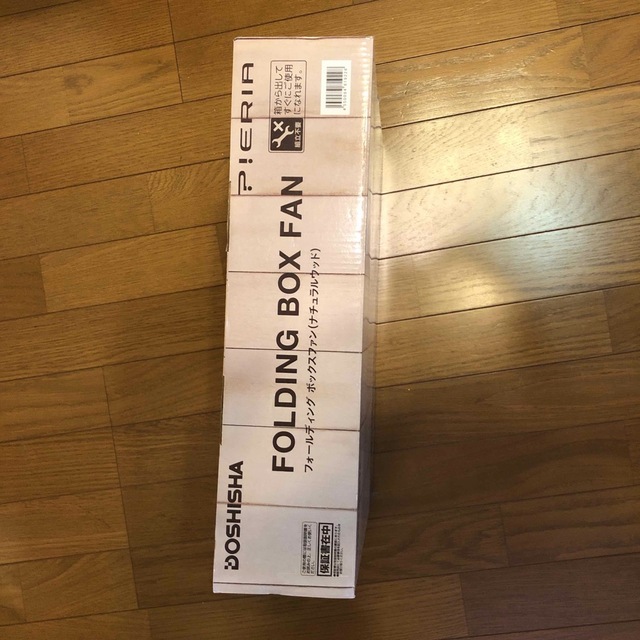 DOSHISHA
P!ERIA
FOLDING BOX FAN
フォールディング ボックスファン(ナチュラルウッド)
組立不要
箱から出して
すぐにご使用
になれます。
保証書在中